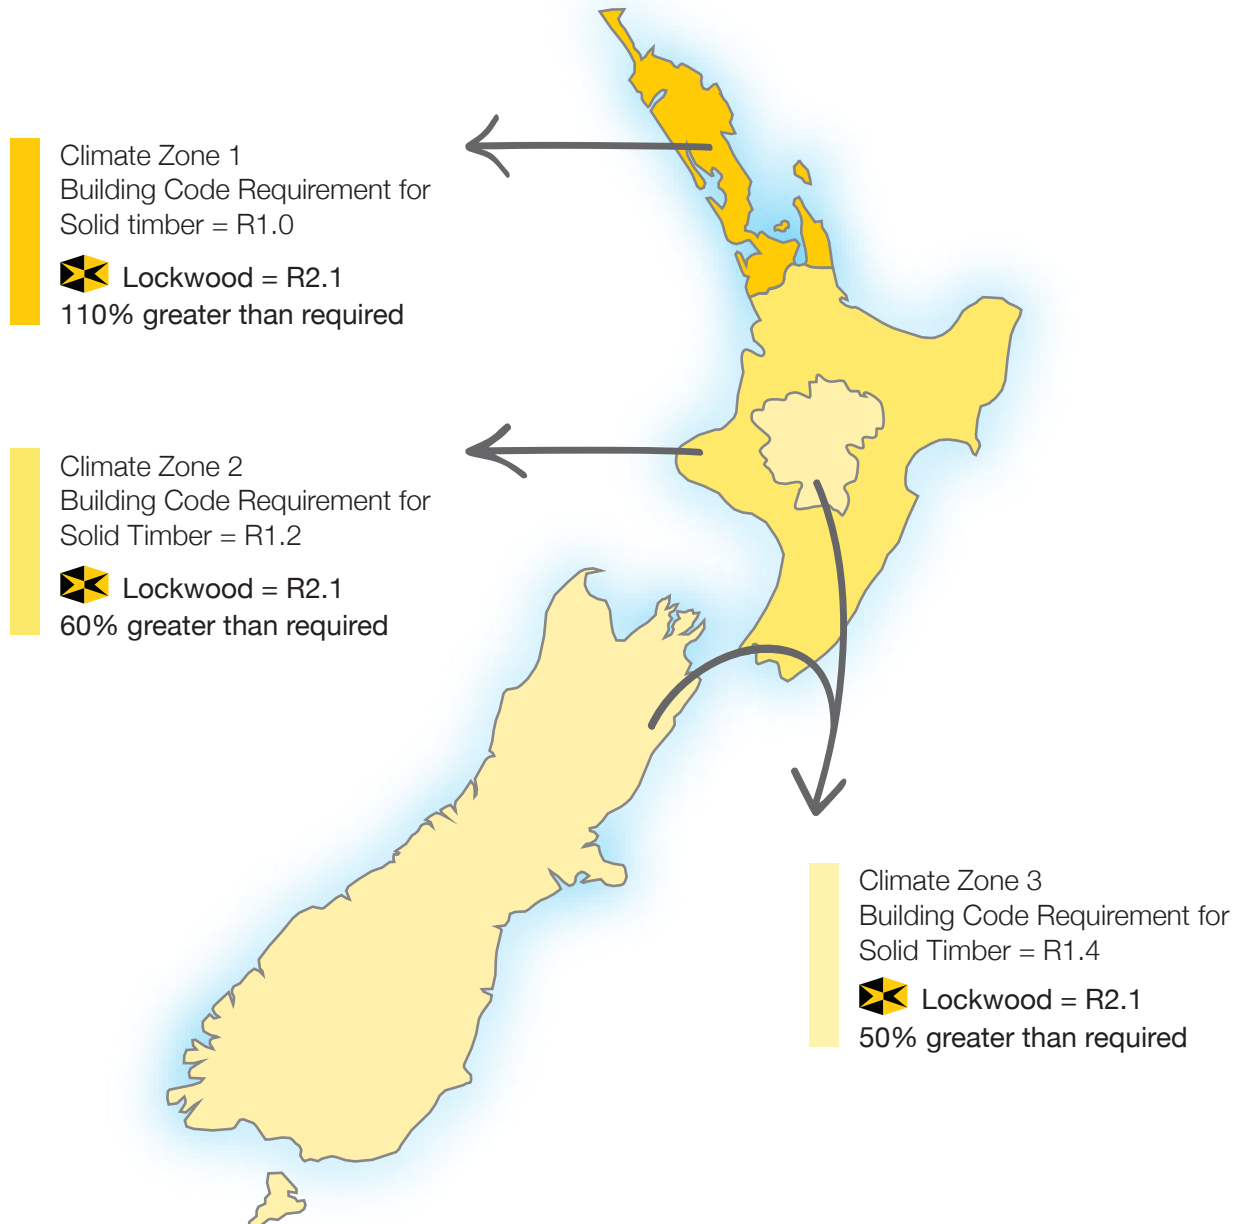 Climate Zone 1
Building Code Requirement for
Solid timber = R1.0
Lockwood = R2.1
110% greater than required
Climate Zone 2
Building Code Requirement for
Solid Timber = R1.2
Lockwood = R2.1
60% greater than required
Climate Zone 3
Building Code Requirement for
Solid Timber = R1.4
Lockwood = R2.1
50% greater than required